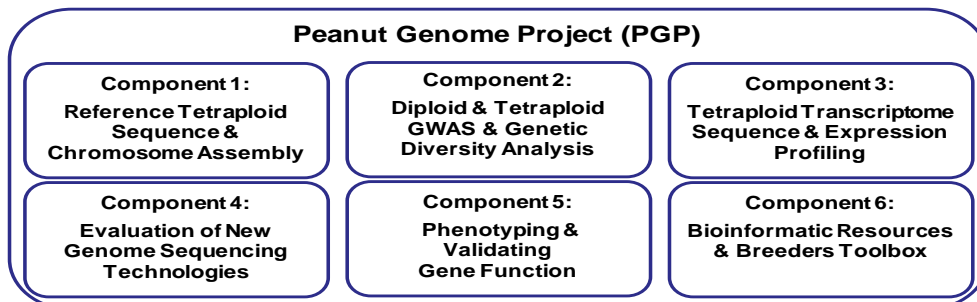 Peanut Genome Project (PGP)
Component 1:
Reference Tetraploid
Sequence &
Chromosome Assembly
Component 2:
Diploid & Tetraploid
GWAS & Genetic
Diversity Analysis
Component 3:
Tetraploid Transcriptome
Sequence & Expression
Profiling
Component 4:
Evaluation of New
Genome Sequencing
Technologies
Component 5:
Phenotyping &
Validating
Gene Function
Component 6:
Bioinformatic Resources
& Breeders Toolbox